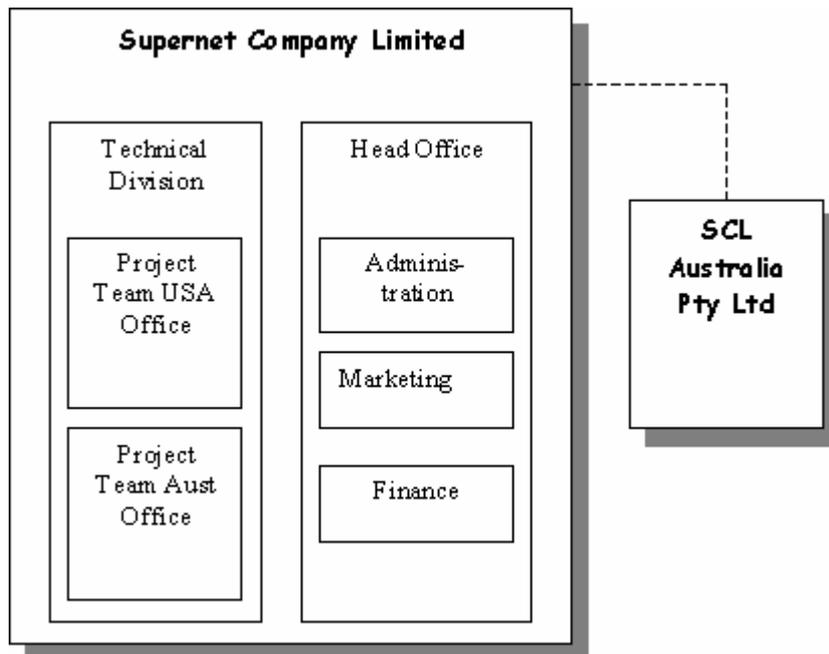 Supernet Company Limited
Technical
Division
Project
Team USA
Office
Project
Team Aust
Office
Head Office
Adminis-
tration
Marketing
Finance
SCL
Australia
Pty Ltd